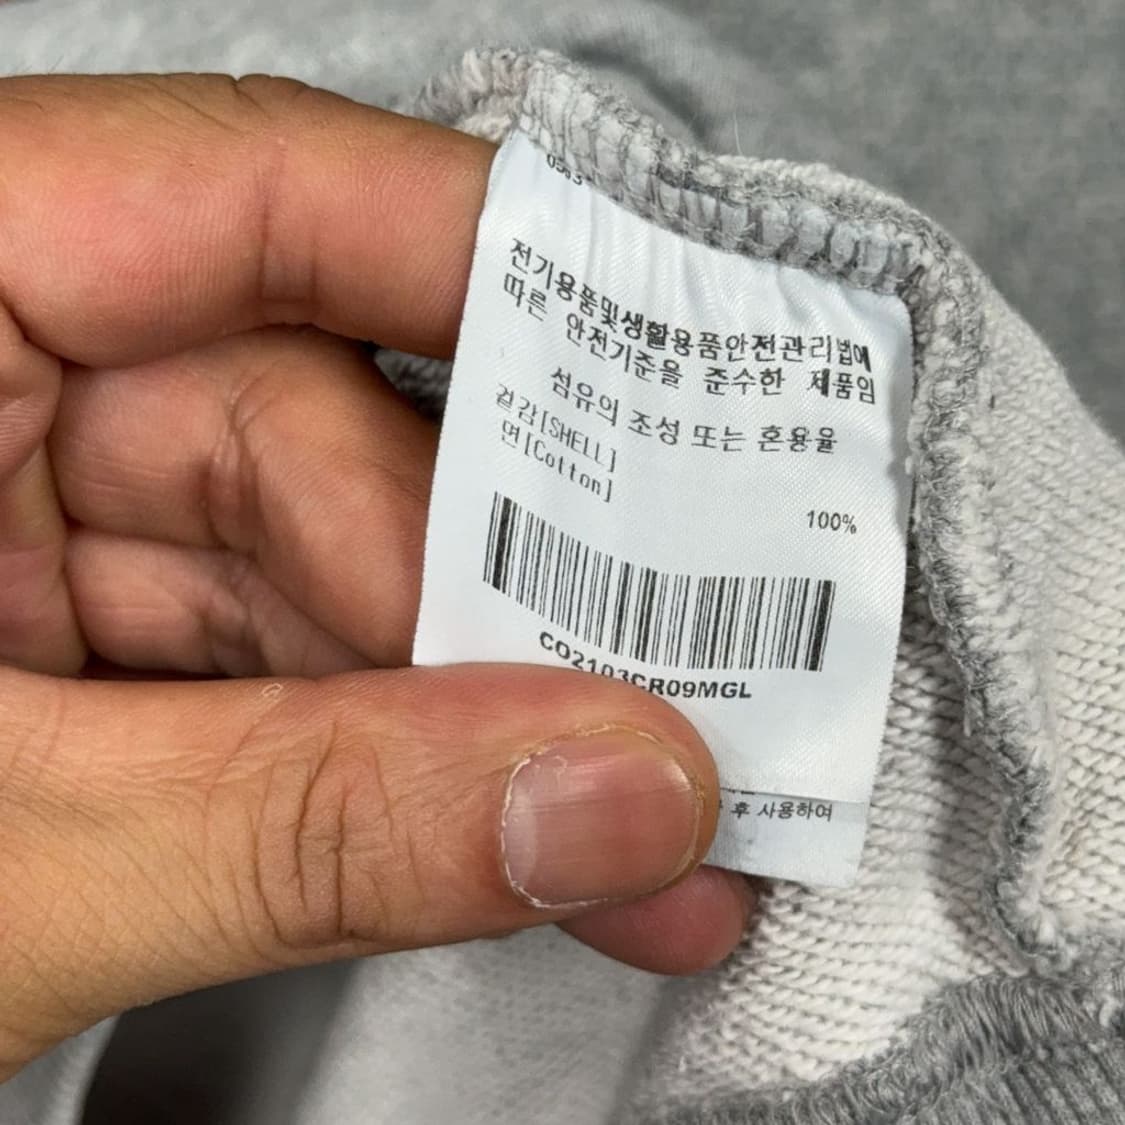 전기용품및생활용품안전관리법에
따른 안전기준을 준수한 제품임
섬유의 조성 또는 혼용율
겉감[SHELL]
면[Cotton]
100%
CO2103CR09MGL
후 사용하여